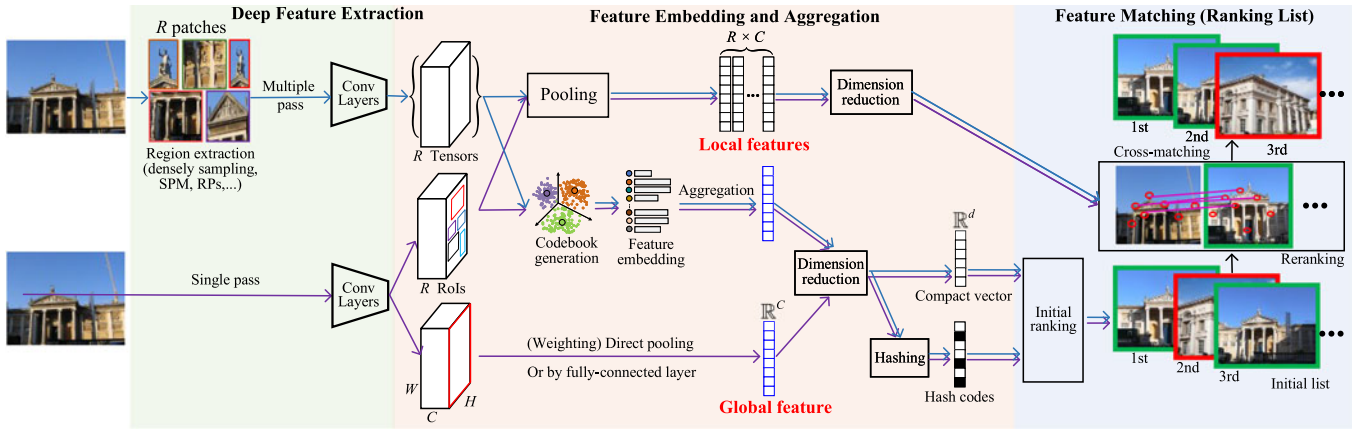 Deep Feature Extraction
Feature Embedding and Aggregation
Feature Matching (Ranking List)
R patches
Multiple
pass
Conv
Layers
Region extraction
(densely sampling,
SPM, RPs,...)
R Tensors
Pooling
R × C
...
Local features
Dimension
reduction
1st
2nd
3rd
...
Cross-matching
...
Reranking
Codebook
generation
Feature
embedding
Aggregation
R RoIs
Single pass
Conv
Layers
W
C
H
(Weighting) Direct pooling
Or by fully-connected layer
ℝ^C
Global feature
Dimension
reduction
ℝ^d
Compact vector
Hashing
Hash codes
Initial
ranking
1st
2nd
3rd
...
Initial list